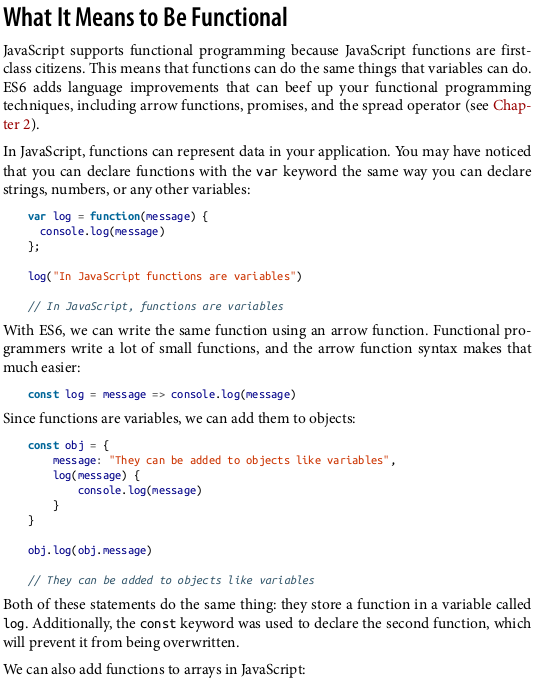 What It Means to Be Functional
JavaScript supports functional programming because JavaScript functions are first-
class citizens. This means that functions can do the same things that variables can do.
ES6 adds language improvements that can beef up your functional programming
techniques, including arrow functions, promises, and the spread operator (see Chap-
ter 2).
In JavaScript, functions can represent data in your application. You may have noticed
that you can declare functions with the var keyword the same way you can declare
strings, numbers, or any other variables:
var log = function(message) {
  console.log(message)
};
log("In JavaScript functions are variables")
// In JavaScript, functions are variables
With ES6, we can write the same function using an arrow function. Functional pro-
grammers write a lot of small functions, and the arrow function syntax makes that
much easier:
const log = message => console.log(message)
Since functions are variables, we can add them to objects:
const obj = {
    message: "They can be added to objects like variables",
    log(message) {
        console.log(message)
    }
}
obj.log(obj.message)
// They can be added to objects like variables
Both of these statements do the same thing: they store a function in a variable called
log. Additionally, the const keyword was used to declare the second function, which
will prevent it from being overwritten.
We can also add functions to arrays in JavaScript: